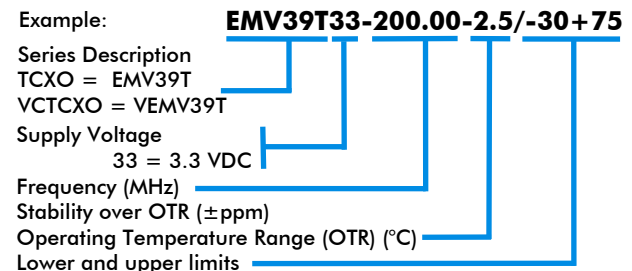 Example: EMV39T33-200.00-2.5/-30+75
Series Description
TCXO = EMV39T
VCTCXO = VEMV39T
Supply Voltage
33 = 3.3 VDC
Frequency (MHz)
Stability over OTR (±ppm)
Operating Temperature Range (OTR) (°C)
Lower and upper limits